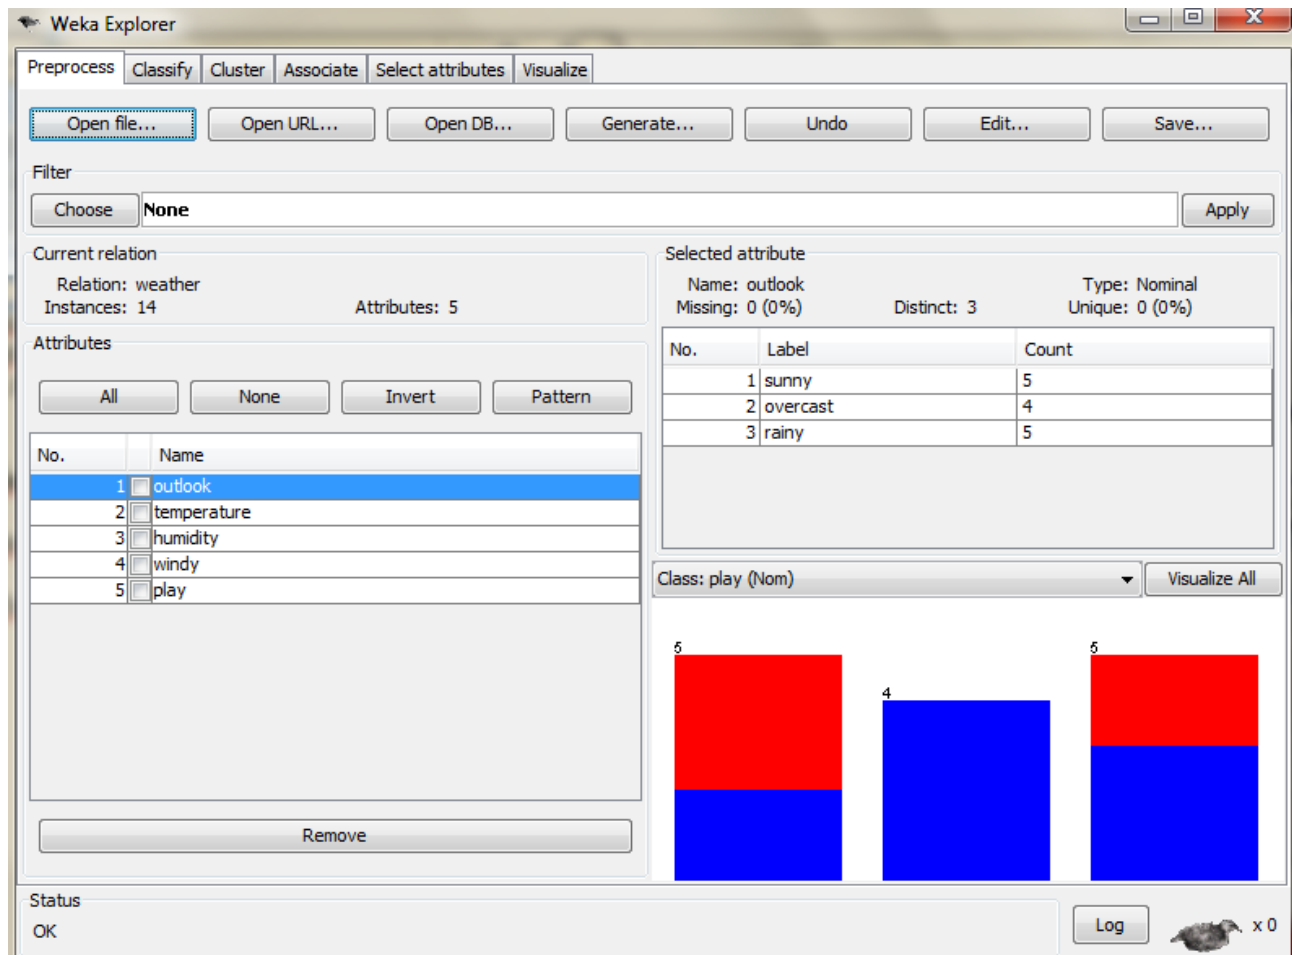 Weka Explorer
Preprocess Classify Cluster Associate Select attributes Visualize
Open file... Open URL... Open DB... Generate... Undo Edit... Save...
Filter
Choose None Apply
Current relation
Relation: weather
Instances: 14 Attributes: 5
Selected attribute
Name: outlook Type: Nominal
Missing: 0 (0%) Distinct: 3 Unique: 0 (0%)
Attributes
All None Invert Pattern
No. Name
1 outlook
2 temperature
3 humidity
4 windy
5 play
Remove
No. Label Count
1 sunny 5
2 overcast 4
3 rainy 5
Class: play (Nom) Visualize All
5 4 5
Status
OK
Log x 0